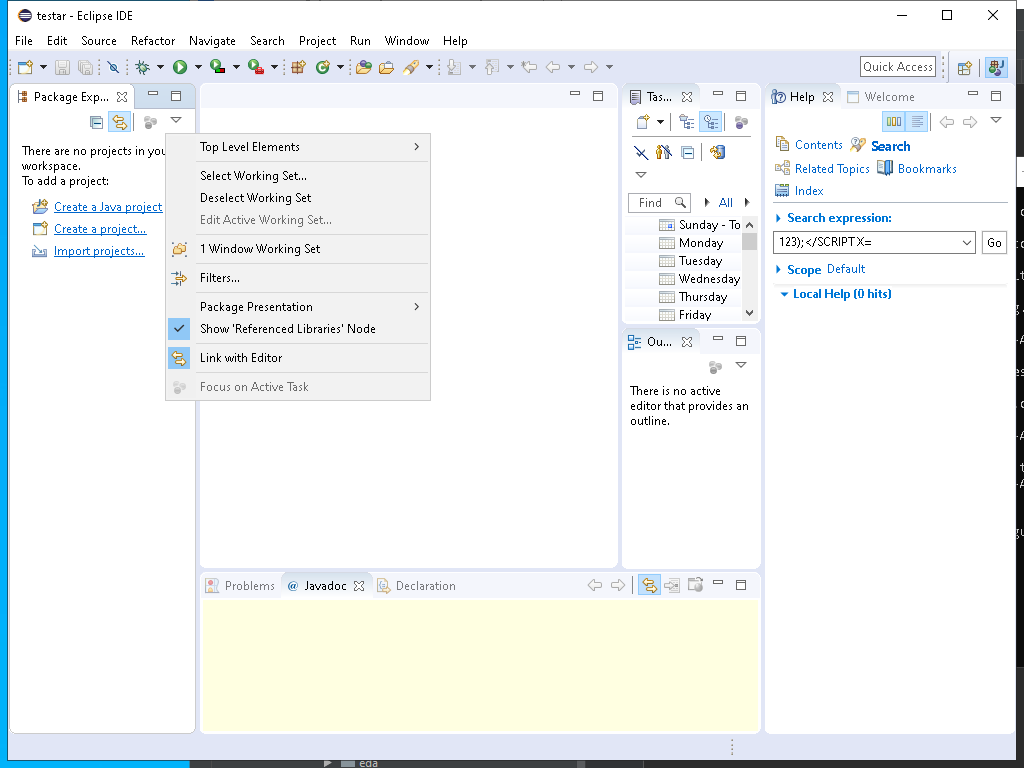 testar - Eclipse IDE
File Edit Source Refactor Navigate Search Project Run Window Help
Quick Access
Package Exp...
There are no projects in you
workspace.
To add a project:
Create a Java project
Create a project...
Import projects...
Top Level Elements
Select Working Set...
Deselect Working Set
Edit Active Working Set...
1 Window Working Set
Filters...
Package Presentation
Show 'Referenced Libraries' Node
Link with Editor
Focus on Active Task
Tas...
Find
All
Sunday - To
Monday
Tuesday
Wednesday
Thursday
Friday
Ou...
There is no active
editor that provides an
outline.
Help
Welcome
Contents
Search
Related Topics
Bookmarks
Index
Search expression:
123);</SCRIPT X=
Go
Scope Default
Local Help (0 hits)
Problems
@ Javadoc
Declaration
eda